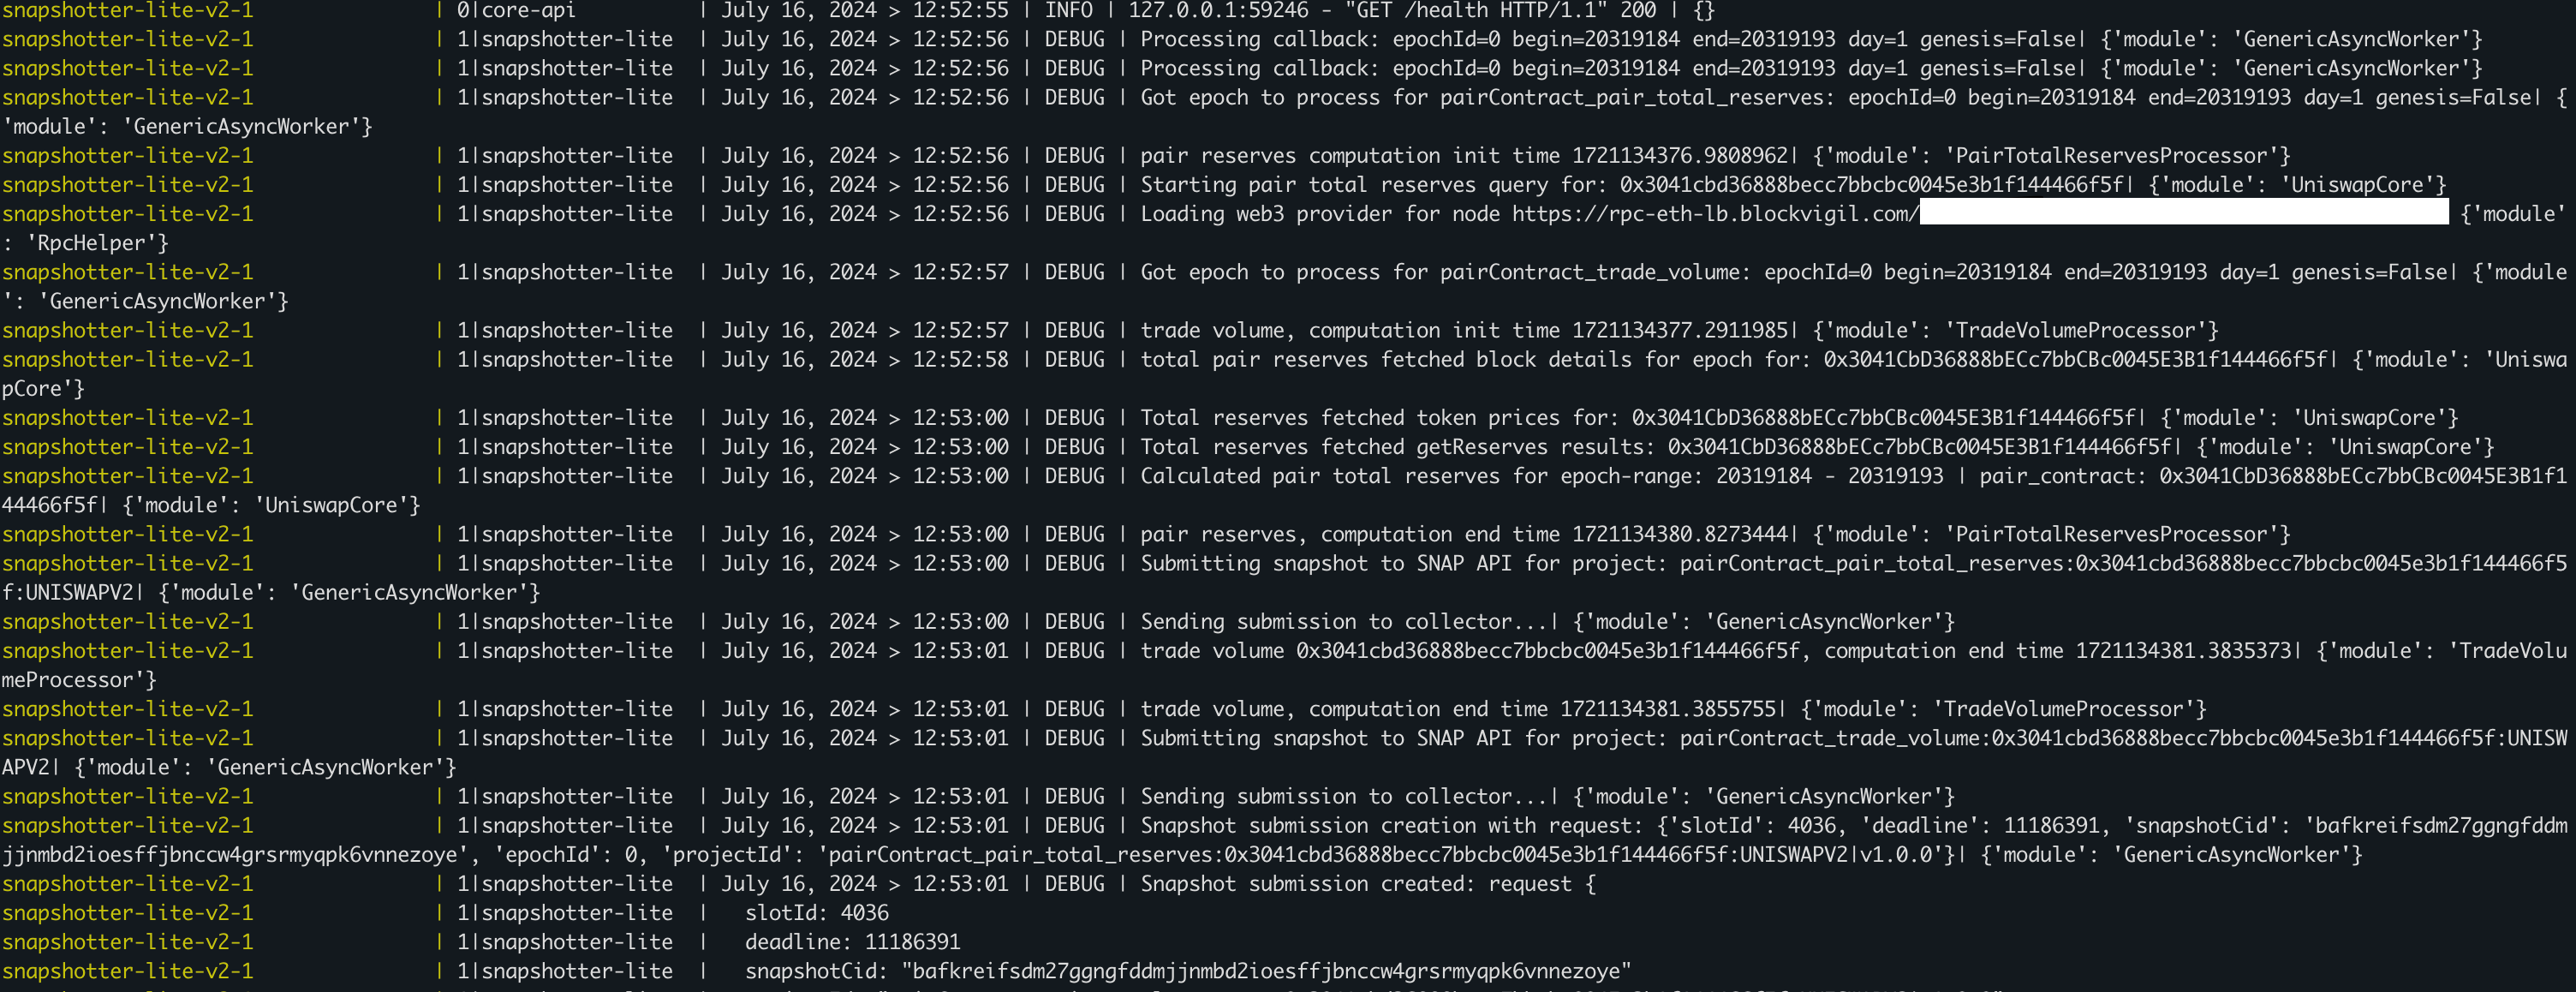 snapshotter-lite-v2-1 | 0|core-api | July 16, 2024 > 12:52:55 | INFO | 127.0.0.1:59246 - "GET /health HTTP/1.1" 200 | {}
snapshotter-lite-v2-1 | 1|snapshotter-lite | July 16, 2024 > 12:52:56 | DEBUG | Processing callback: epochId=0 begin=20319184 end=20319193 day=1 genesis=False| {'module': 'GenericAsyncWorker'}
snapshotter-lite-v2-1 | 1|snapshotter-lite | July 16, 2024 > 12:52:56 | DEBUG | Processing callback: epochId=0 begin=20319184 end=20319193 day=1 genesis=False| {'module': 'GenericAsyncWorker'}
snapshotter-lite-v2-1 | 1|snapshotter-lite | July 16, 2024 > 12:52:56 | DEBUG | Got epoch to process for pairContract_pair_total_reserves: epochId=0 begin=20319184 end=20319193 day=1 genesis=False| {
'module': 'GenericAsyncWorker'}
snapshotter-lite-v2-1 | 1|snapshotter-lite | July 16, 2024 > 12:52:56 | DEBUG | pair reserves computation init time 1721134376.9808962| {'module': 'PairTotalReservesProcessor'}
snapshotter-lite-v2-1 | 1|snapshotter-lite | July 16, 2024 > 12:52:56 | DEBUG | Starting pair total reserves query for: 0x3041cbd36888becc7bbcbc0045e3b1f144466f5f| {'module': 'UniswapCore'}
snapshotter-lite-v2-1 | 1|snapshotter-lite | July 16, 2024 > 12:52:56 | DEBUG | Loading web3 provider for node https://rpc-eth-lb.blockvigil.com/ {'module'
: 'RpcHelper'}
snapshotter-lite-v2-1 | 1|snapshotter-lite | July 16, 2024 > 12:52:57 | DEBUG | Got epoch to process for pairContract_trade_volume: epochId=0 begin=20319184 end=20319193 day=1 genesis=False| {'module
': 'GenericAsyncWorker'}
snapshotter-lite-v2-1 | 1|snapshotter-lite | July 16, 2024 > 12:52:57 | DEBUG | trade volume, computation init time 1721134377.2911985| {'module': 'TradeVolumeProcessor'}
snapshotter-lite-v2-1 | 1|snapshotter-lite | July 16, 2024 > 12:52:58 | DEBUG | total pair reserves fetched block details for epoch for: 0x3041CbD36888bECc7bbCBc0045E3B1f144466f5f| {'module': 'Uniswa
pCore'}
snapshotter-lite-v2-1 | 1|snapshotter-lite | July 16, 2024 > 12:53:00 | DEBUG | Total reserves fetched token prices for: 0x3041CbD36888bECc7bbCBc0045E3B1f144466f5f| {'module': 'UniswapCore'}
snapshotter-lite-v2-1 | 1|snapshotter-lite | July 16, 2024 > 12:53:00 | DEBUG | Total reserves fetched getReserves results: 0x3041CbD36888bECc7bbCBc0045E3B1f144466f5f| {'module': 'UniswapCore'}
snapshotter-lite-v2-1 | 1|snapshotter-lite | July 16, 2024 > 12:53:00 | DEBUG | Calculated pair total reserves for epoch-range: 20319184 - 20319193 | pair_contract: 0x3041CbD36888bECc7bbCBc0045E3B1f1
44466f5f| {'module': 'UniswapCore'}
snapshotter-lite-v2-1 | 1|snapshotter-lite | July 16, 2024 > 12:53:00 | DEBUG | pair reserves, computation end time 1721134380.8273444| {'module': 'PairTotalReservesProcessor'}
snapshotter-lite-v2-1 | 1|snapshotter-lite | July 16, 2024 > 12:53:00 | DEBUG | Submitting snapshot to SNAP API for project: pairContract_pair_total_reserves:0x3041cbd36888becc7bbcbc0045e3b1f144466f5
f:UNISWAPV2| {'module': 'GenericAsyncWorker'}
snapshotter-lite-v2-1 | 1|snapshotter-lite | July 16, 2024 > 12:53:00 | DEBUG | Sending submission to collector...| {'module': 'GenericAsyncWorker'}
snapshotter-lite-v2-1 | 1|snapshotter-lite | July 16, 2024 > 12:53:01 | DEBUG | trade volume 0x3041cbd36888becc7bbcbc0045e3b1f144466f5f, computation end time 1721134381.3835373| {'module': 'TradeVolu
meProcessor'}
snapshotter-lite-v2-1 | 1|snapshotter-lite | July 16, 2024 > 12:53:01 | DEBUG | trade volume, computation end time 1721134381.3855755| {'module': 'TradeVolumeProcessor'}
snapshotter-lite-v2-1 | 1|snapshotter-lite | July 16, 2024 > 12:53:01 | DEBUG | Submitting snapshot to SNAP API for project: pairContract_trade_volume:0x3041cbd36888becc7bbcbc0045e3b1f144466f5f:UNISW
APV2| {'module': 'GenericAsyncWorker'}
snapshotter-lite-v2-1 | 1|snapshotter-lite | July 16, 2024 > 12:53:01 | DEBUG | Sending submission to collector...| {'module': 'GenericAsyncWorker'}
snapshotter-lite-v2-1 | 1|snapshotter-lite | July 16, 2024 > 12:53:01 | DEBUG | Snapshot submission creation with request: {'slotId': 4036, 'deadline': 11186391, 'snapshotCid': 'bafkreifsdm27ggngfddm
jjnmbd2ioesffjbnccw4grsrmyqpk6vnnezoye', 'epochId': 0, 'projectId': 'pairContract_pair_total_reserves:0x3041cbd36888becc7bbcbc0045e3b1f144466f5f:UNISWAPV2|v1.0.0'}| {'module': 'GenericAsyncWorker'}
snapshotter-lite-v2-1 | 1|snapshotter-lite | July 16, 2024 > 12:53:01 | DEBUG | Snapshot submission created: request {
snapshotter-lite-v2-1 | 1|snapshotter-lite | slotId: 4036
snapshotter-lite-v2-1 | 1|snapshotter-lite | deadline: 11186391
snapshotter-lite-v2-1 | 1|snapshotter-lite | snapshotCid: "bafkreifsdm27ggngfddmjjnmbd2ioesffjbnccw4grsrmyqpk6vnnezoye"